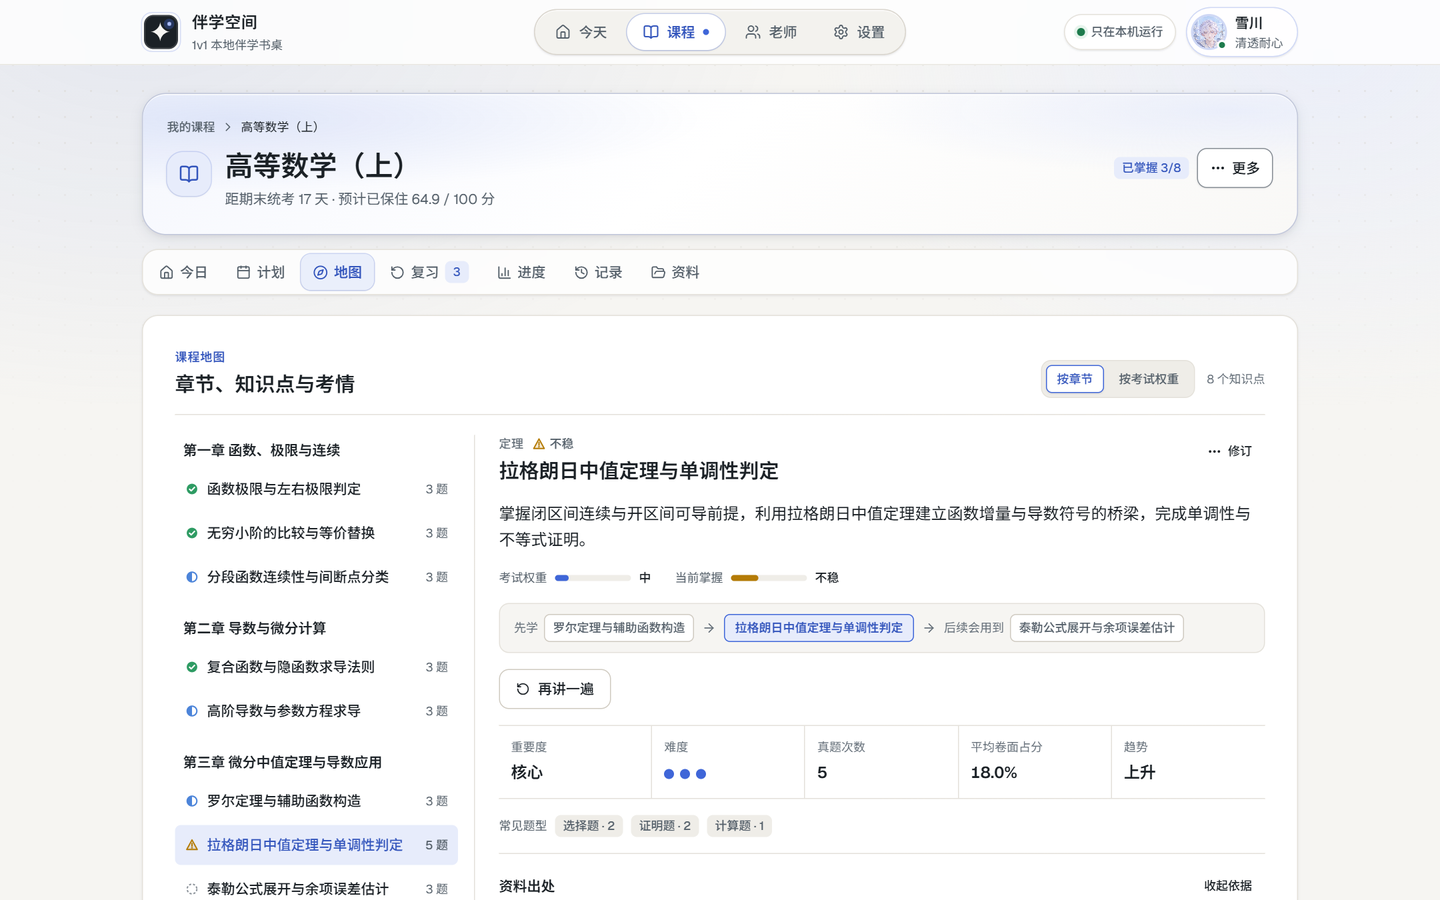 伴学空间
1v1 本地伴学书桌
今天
课程
老师
设置
只在本机运行
雪川
清透耐心
我的课程 > 高等数学（上）
高等数学（上）
距期末统考 17 天 · 预计已保住 64.9 / 100 分
已掌握 3/8
··· 更多
今日
计划
地图
复习 3
进度
记录
资料
课程地图
章节、知识点与考情
按章节
按考试权重
8 个知识点
第一章 函数、极限与连续
函数极限与左右极限判定 3 题
无穷小阶的比较与等价替换 3 题
分段函数连续性与间断点分类 3 题
第二章 导数与微分计算
复合函数与隐函数求导法则 3 题
高阶导数与参数方程求导 3 题
第三章 微分中值定理与导数应用
罗尔定理与辅助函数构造 3 题
拉格朗日中值定理与单调性判定 5 题
泰勒公式展开与余项误差估计 3 题
定理 不稳
拉格朗日中值定理与单调性判定
··· 修订
掌握闭区间连续与开区间可导前提，利用拉格朗日中值定理建立函数增量与导数符号的桥梁，完成单调性与
不等式证明。
考试权重 中 当前掌握 不稳
先学 罗尔定理与辅助函数构造 → 拉格朗日中值定理与单调性判定 → 后续会用到 泰勒公式展开与余项误差估计
再讲一遍
重要度
核心
难度
真题次数
5
平均卷面占分
18.0%
趋势
上升
常见题型 选择题 · 2 证明题 · 2 计算题 · 1
资料出处
收起依据